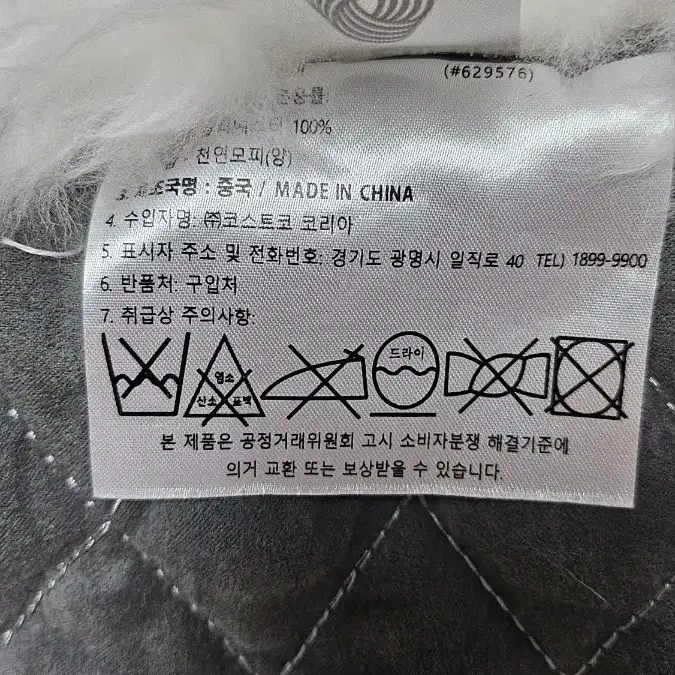 (#629576)
100%
: 천연모피(양)
3. 제조국명 : 중국 / MADE IN CHINA
4. 수입자명: ㈜코스트코 코리아
5. 표시자 주소 및 전화번호: 경기도 광명시 일직로 40 TEL) 1899-9900
6. 반품처: 구입처
7. 취급상 주의사항:
염소
산소 표백
드라이
본 제품은 공정거래위원회 고시 소비자분쟁 해결기준에
의거 교환 또는 보상받을 수 있습니다.